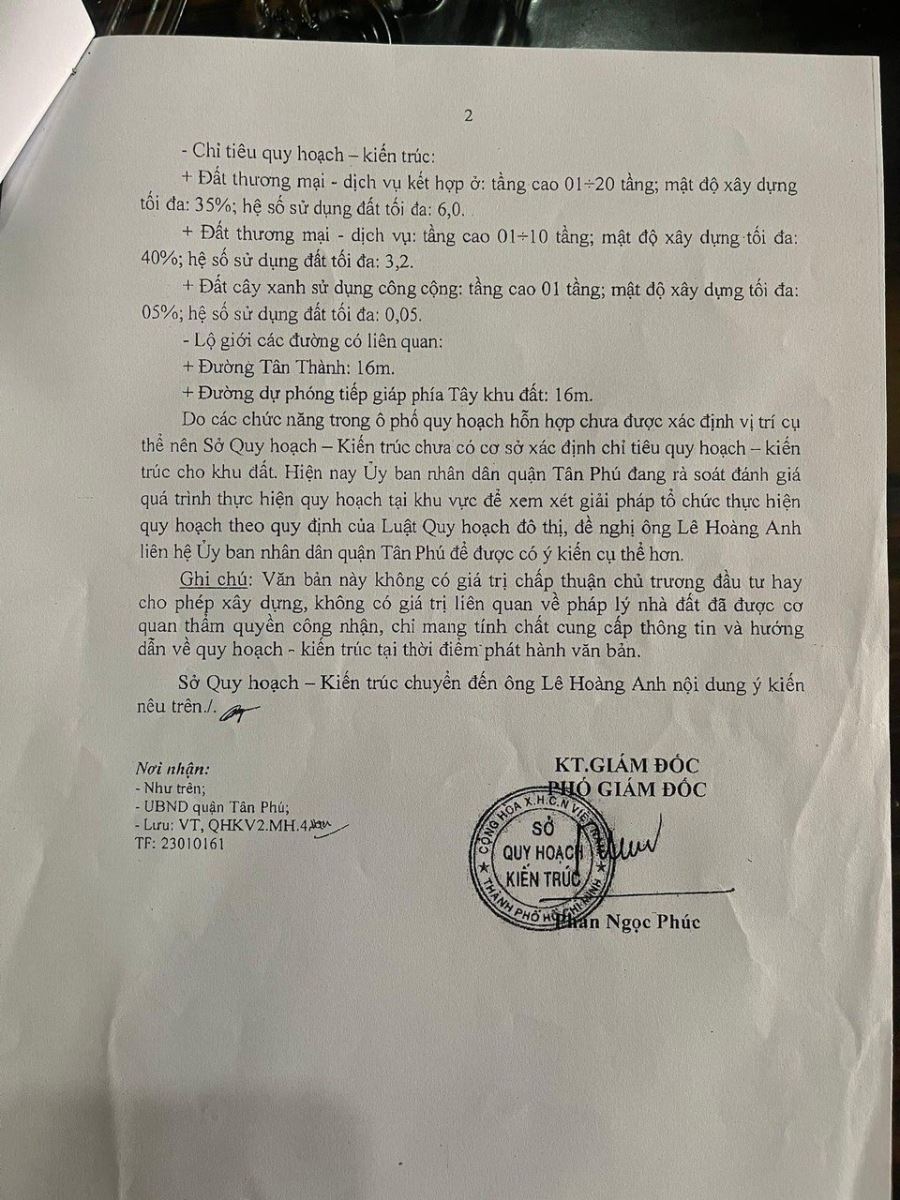 2
- Chỉ tiêu quy hoạch – kiến trúc:
+ Đất thương mại - dịch vụ kết hợp ở: tầng cao 01÷20 tầng; mật độ xây dựng
tối đa: 35%; hệ số sử dụng đất tối đa: 6,0.
+ Đất thương mại - dịch vụ: tầng cao 01÷10 tầng; mật độ xây dựng tối đa:
40%; hệ số sử dụng đất tối đa: 3,2.
+ Đất cây xanh sử dụng công cộng: tầng cao 01 tầng; mật độ xây dựng tối đa:
05%; hệ số sử dụng đất tối đa: 0,05.
- Lộ giới các đường có liên quan:
+ Đường Tân Thành: 16m.
+ Đường dự phóng tiếp giáp phía Tây khu đất: 16m.
Do các chức năng trong ô phố quy hoạch hỗn hợp chưa được xác định vị trí cụ
thể nên Sở Quy hoạch – Kiến trúc chưa có cơ sở xác định chỉ tiêu quy hoạch – kiến
trúc cho khu đất. Hiện nay Ủy ban nhân dân quận Tân Phú đang rà soát đánh giá
quá trình thực hiện quy hoạch tại khu vực để xem xét giải pháp tổ chức thực hiện
quy hoạch theo quy định của Luật Quy hoạch đô thị, đề nghị ông Lê Hoàng Anh
liên hệ Ủy ban nhân dân quận Tân Phú để được có ý kiến cụ thể hơn.
Ghi chú: Văn bản này không có giá trị chấp thuận chủ trương đầu tư hay
cho phép xây dựng, không có giá trị liên quan về pháp lý nhà đất đã được cơ
quan thẩm quyền công nhận, chỉ mang tính chất cung cấp thông tin và hướng
dẫn về quy hoạch - kiến trúc tại thời điểm phát hành văn bản.
Sở Quy hoạch – Kiến trúc chuyển đến ông Lê Hoàng Anh nội dung ý kiến
nêu trên./.
Nơi nhận:
- Như trên;
- UBND quận Tân Phú;
- Lưu: VT, QHKV2.MH.4
TF: 23010161
KT.GIÁM ĐỐC
PHÓ GIÁM ĐỐC
CỘNG HÒA X.H.C.N VIỆT NAM
SỞ
QUY HOẠCH
KIẾN TRÚC
THÀNH PHỐ HỒ CHÍ MINH
Phan Ngọc Phúc